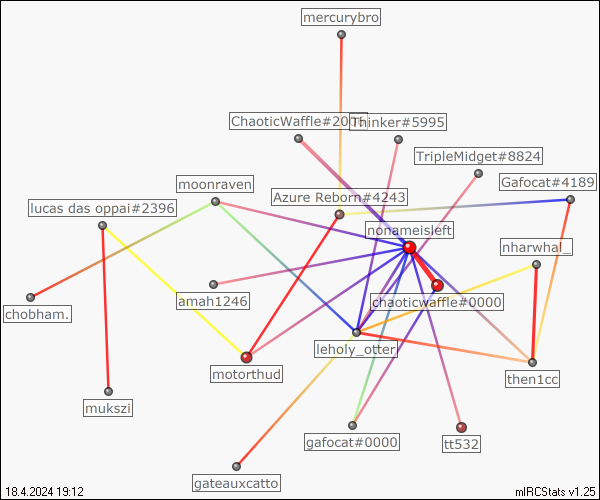 mercurybro
ChaoticWaffle#20
Thinker#5995
TripleMidget#8824
moonraven
Gafocat#4189
Azure Reborn#4243
lucas das oppai#2396
nonameisleft
nharwhal_
amah1246
chaoticwaffle#0000
chobham.
leholy_otter
motorthud
then1cc
mukszi
gafocat#0000
tt532
gateauxcatto
18.4.2024 19:12
mIRCStats v1.25